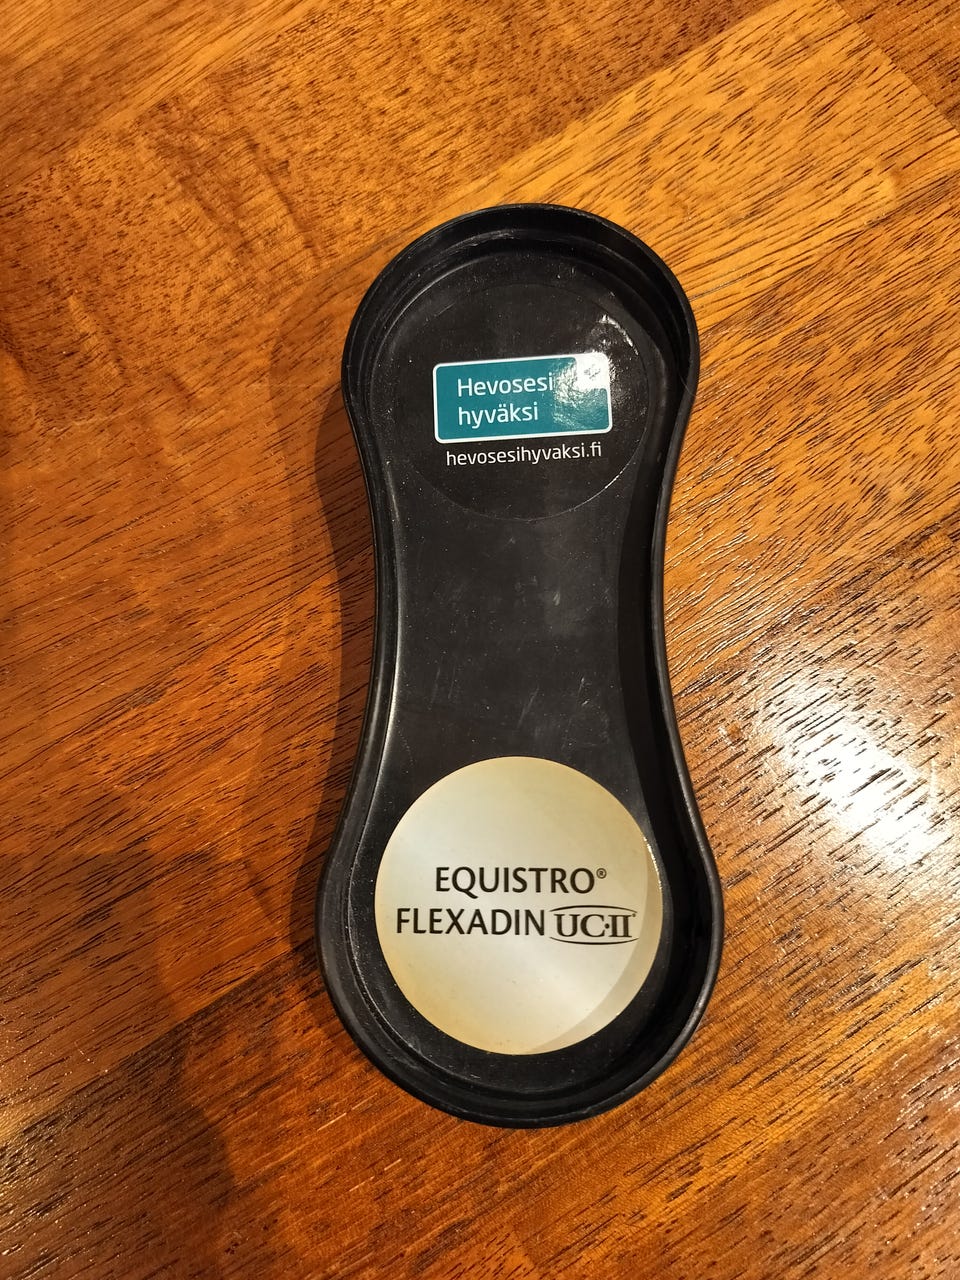 Hevosesi
hyväksi
hevosesihyvaksi.fi
EQUISTRO®
FLEXADIN UC·II®